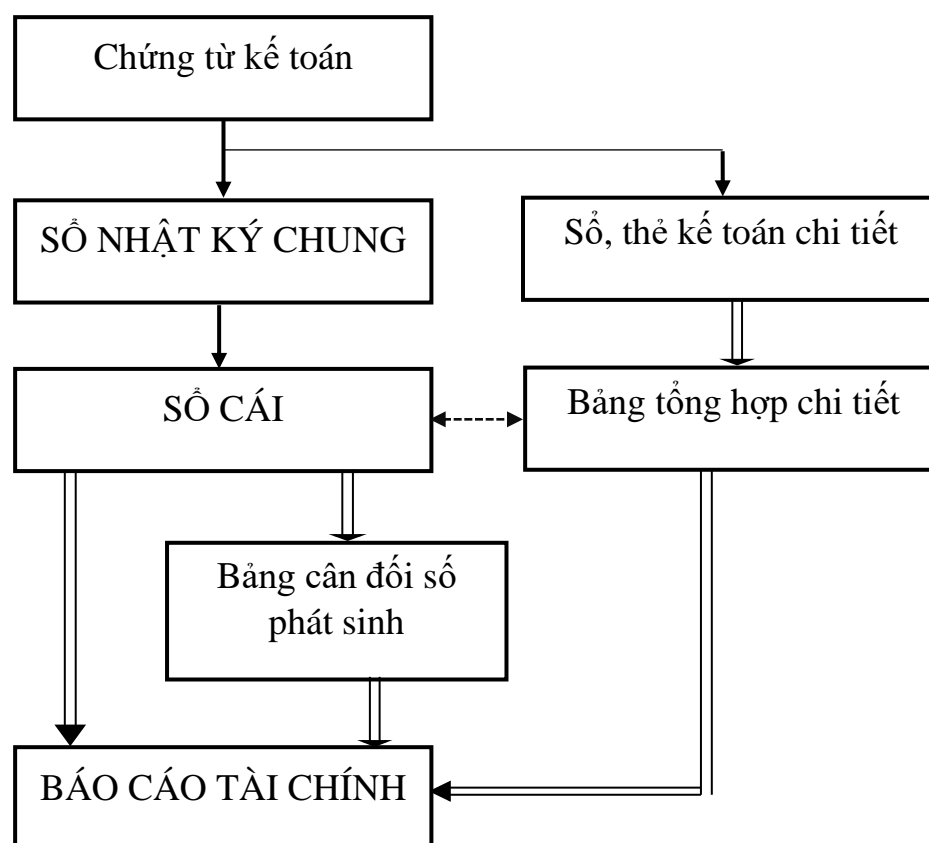 Chứng từ kế toán
SỔ NHẬT KÝ CHUNG
Sổ, thẻ kế toán chi tiết
SỔ CÁI
Bảng tổng hợp chi tiết
Bảng cân đối số
phát sinh
BÁO CÁO TÀI CHÍNH